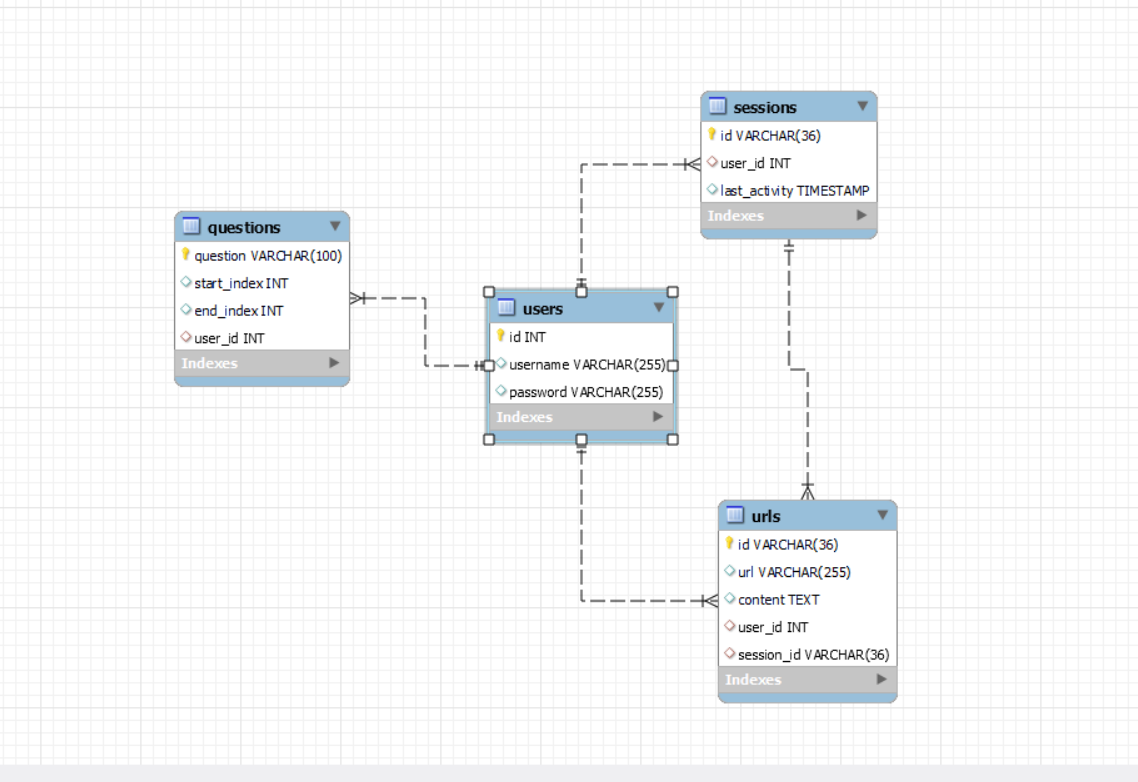 sessions
id VARCHAR(36)
user_id INT
last_activity TIMESTAMP
Indexes
questions
question VARCHAR(100)
start_index INT
end_index INT
user_id INT
Indexes
users
id INT
username VARCHAR(255)
password VARCHAR(255)
Indexes
urls
id VARCHAR(36)
url VARCHAR(255)
content TEXT
user_id INT
session_id VARCHAR(36)
Indexes